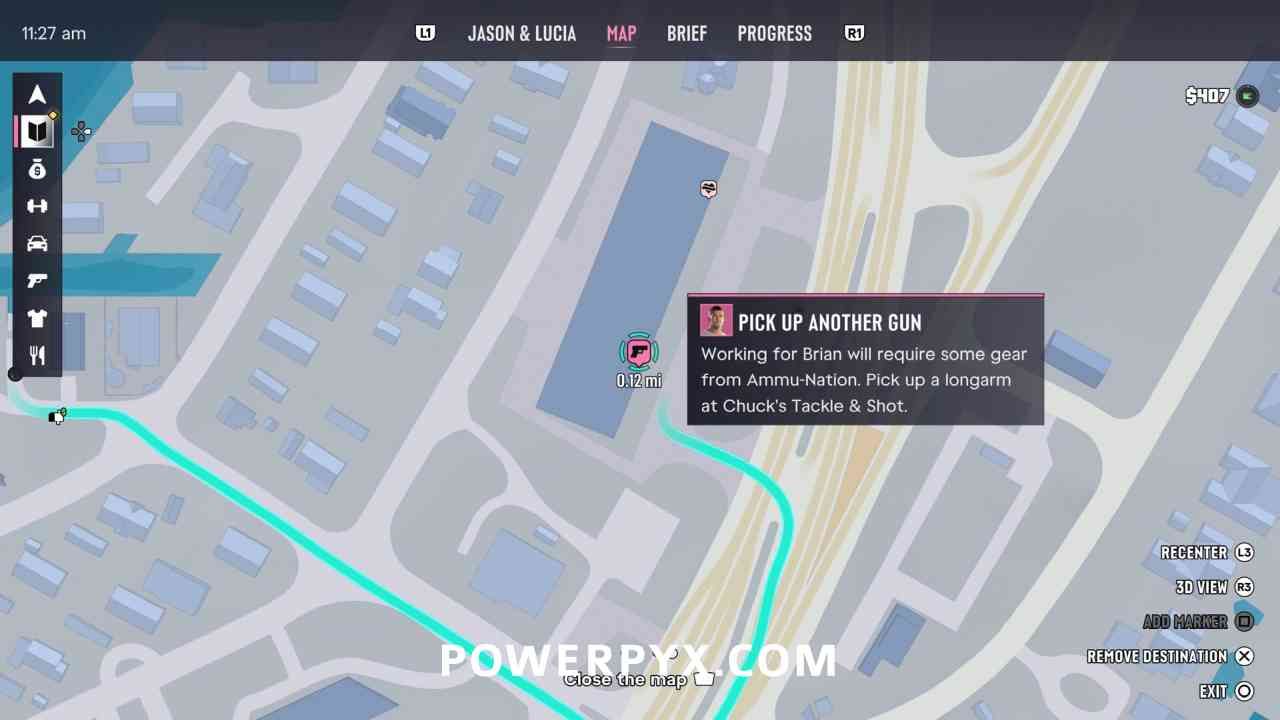 11:27 am
L1 JASON & LUCIA MAP BRIEF PROGRESS R1
$407
PICK UP ANOTHER GUN
Working for Brian will require some gear
from Ammu-Nation. Pick up a longarm
at Chuck's Tackle & Shot.
0.12 mi
RECENTER L3
3D VIEW R3
ADD MARKER
REMOVE DESTINATION
EXIT
POWERPYX.COM
Close the map